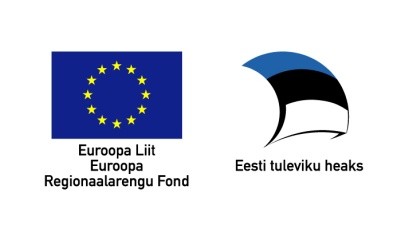 Euroopa Liit
Euroopa
Regionaalarengu Fond
Eesti tuleviku heaks